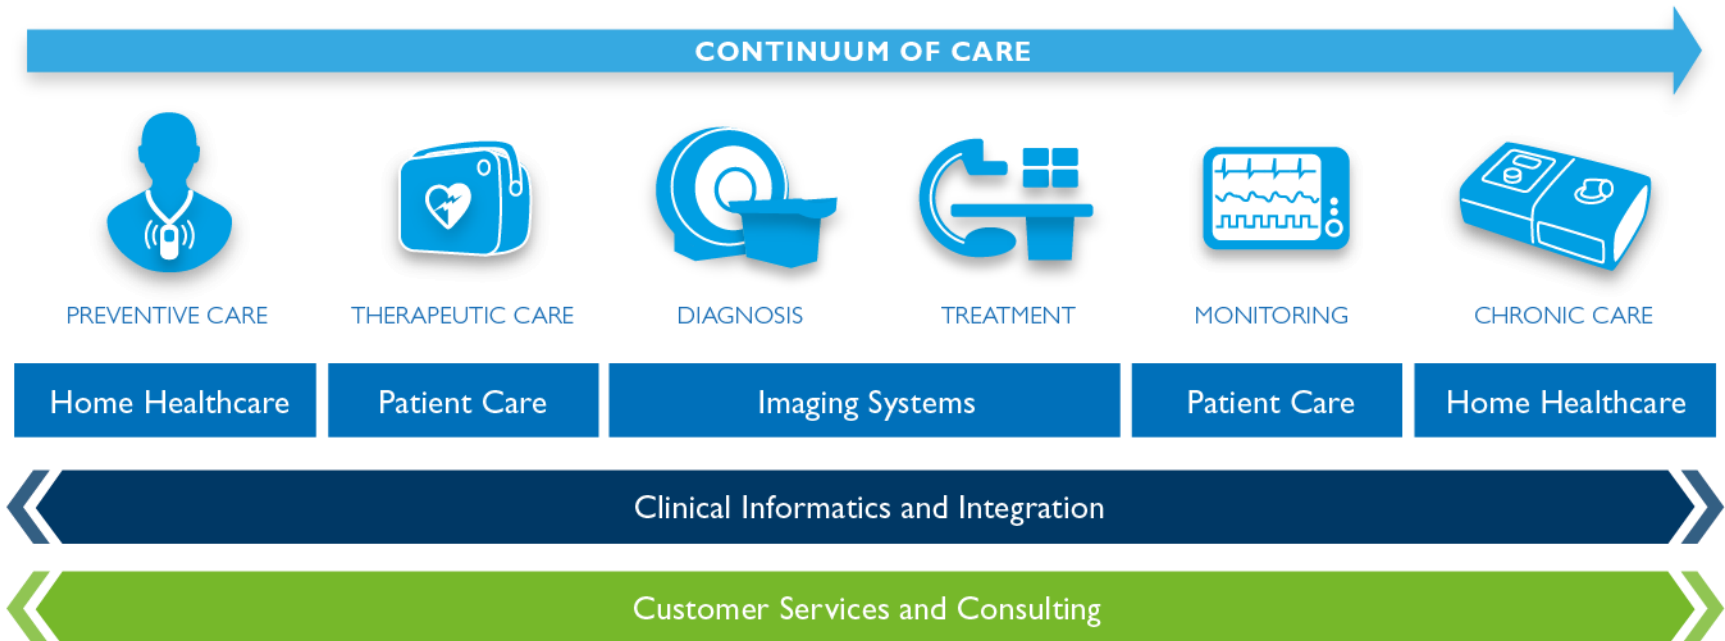 CONTINUUM OF CARE
PREVENTIVE CARE
THERAPEUTIC CARE
DIAGNOSIS
TREATMENT
MONITORING
CHRONIC CARE
Home Healthcare
Patient Care
Imaging Systems
Patient Care
Home Healthcare
Clinical Informatics and Integration
Customer Services and Consulting